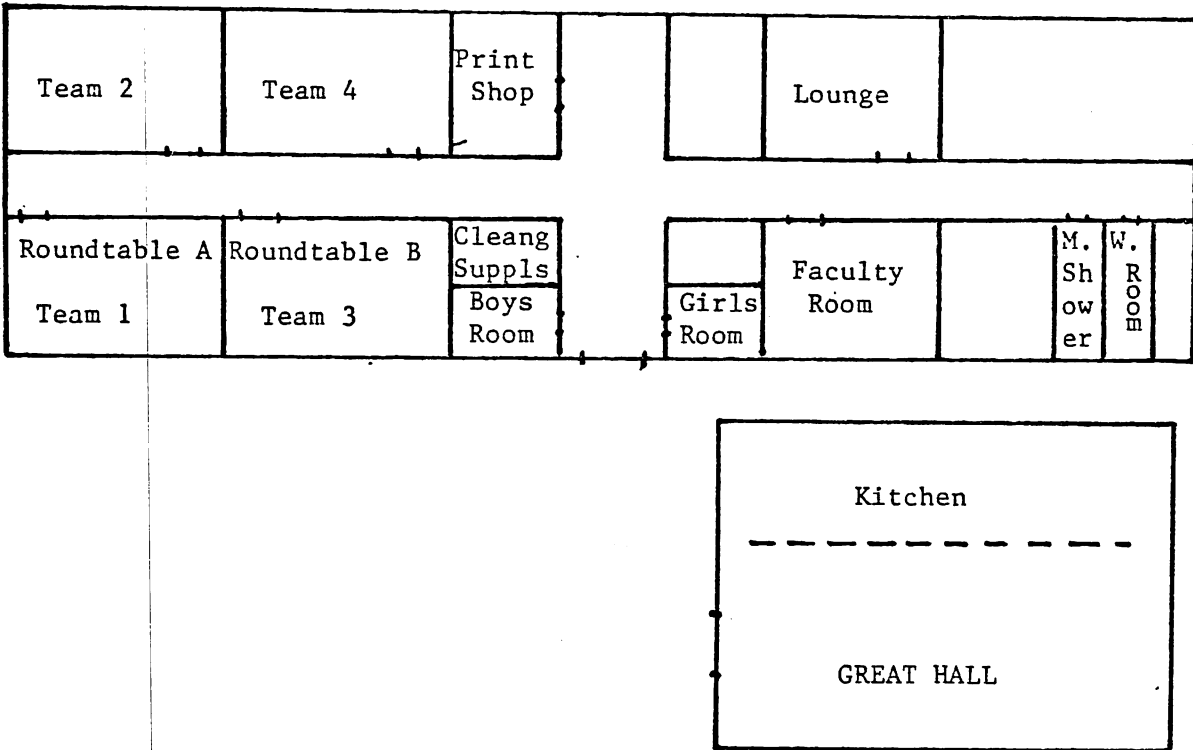 Team 2
Team 4
Print
Shop
Lounge
Roundtable A
Team 1
Roundtable B
Team 3
Cleang
Suppls
Boys
Room
Girls
Room
Faculty
Room
M.
Sh
ow
er
W.
Room
Kitchen
GREAT HALL